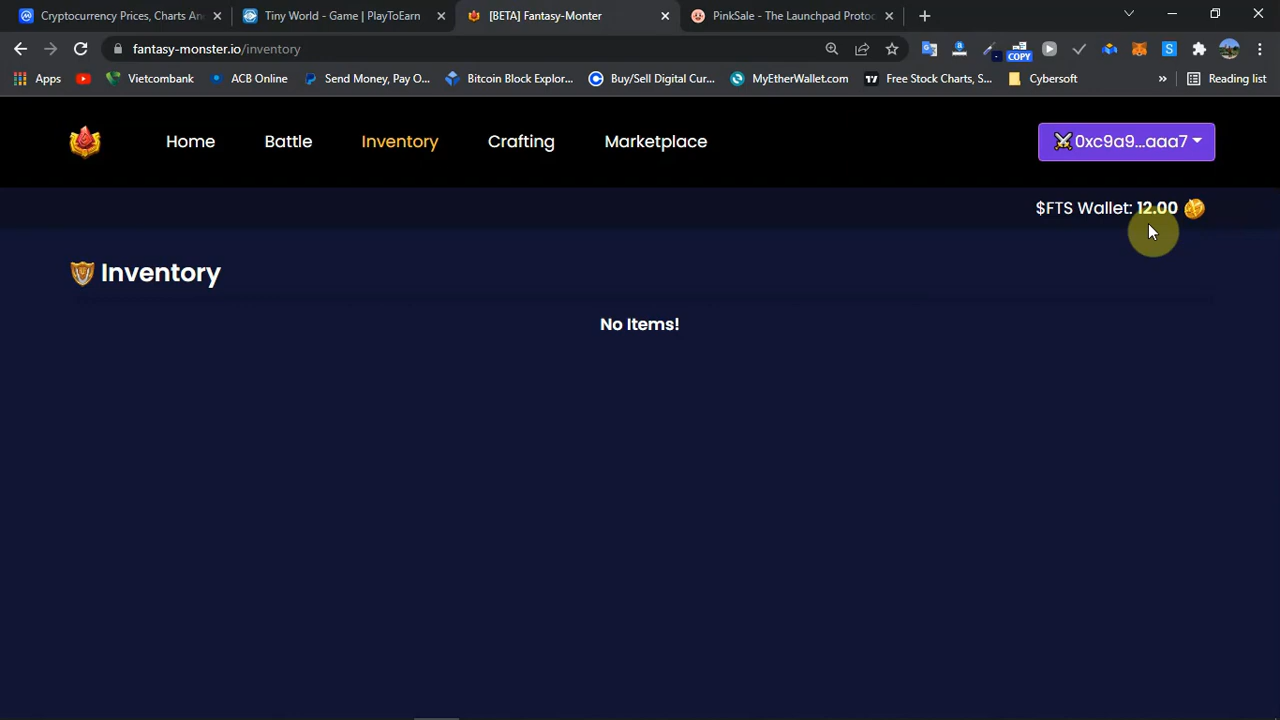 Cryptocurrency Prices, Charts An
Tiny World - Game | PlayToEarn
[BETA] Fantasy-Monter
PinkSale - The Launchpad Protoc
fantasy-monster.io/inventory
COPY
S
Apps
Vietcombank
ACB Online
Send Money, Pay O...
Bitcoin Block Explor...
Buy/Sell Digital Cur...
MyEtherWallet.com
Free Stock Charts, S...
Cybersoft
»
Reading list
Home
Battle
Inventory
Crafting
Marketplace
0xc9a9...aaa7
$FTS Wallet: 12.00
Inventory
No Items!